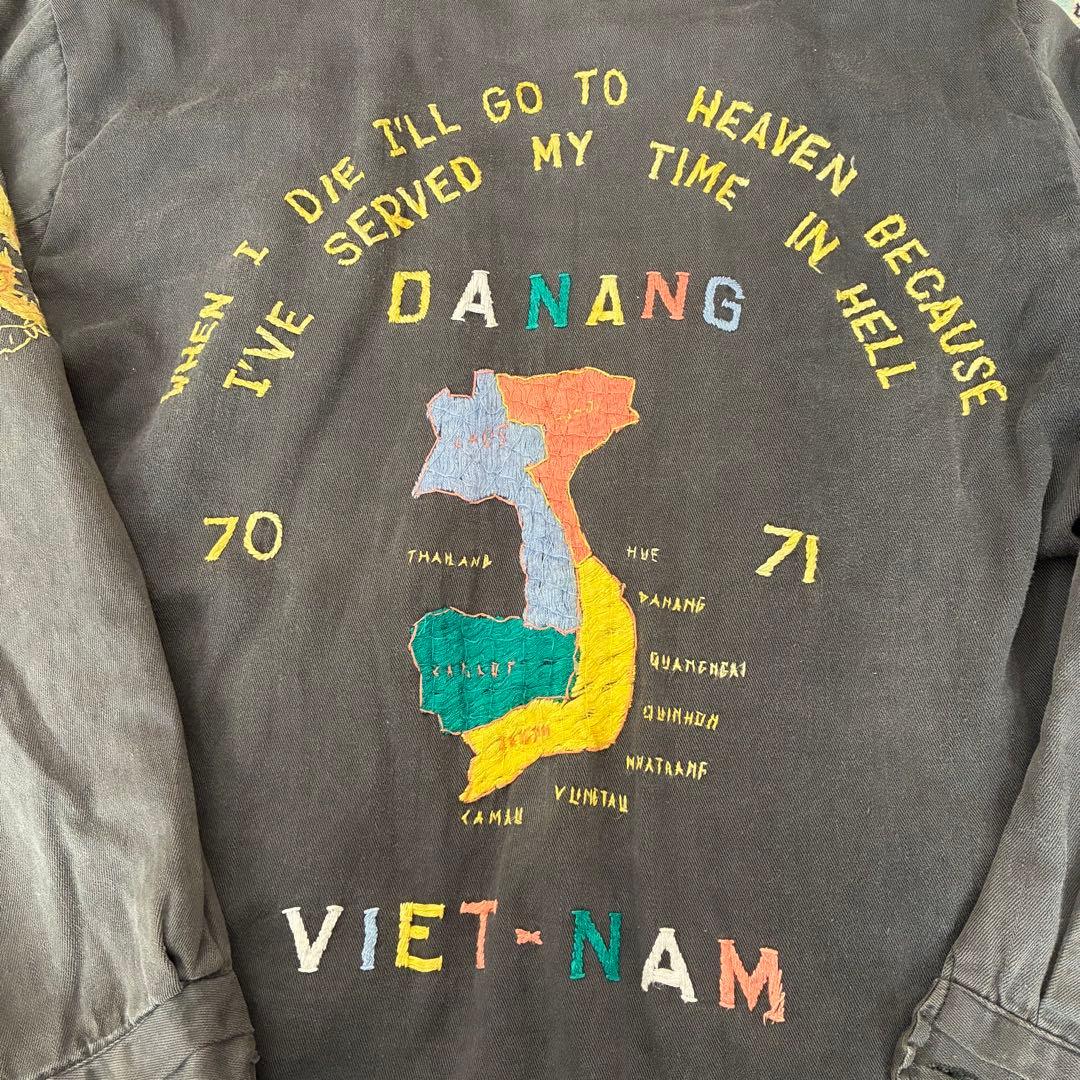 WHEN I DIE I'LL GO TO HEAVEN BECAUSE
I'VE SERVED MY TIME IN HELL
DANANG
LAOS
70
71
THAILAND
HUE
DANANG
QUANGNGAI
QUINHON
NHATRANG
VUNGTAU
CAMAU
VIET-NAM